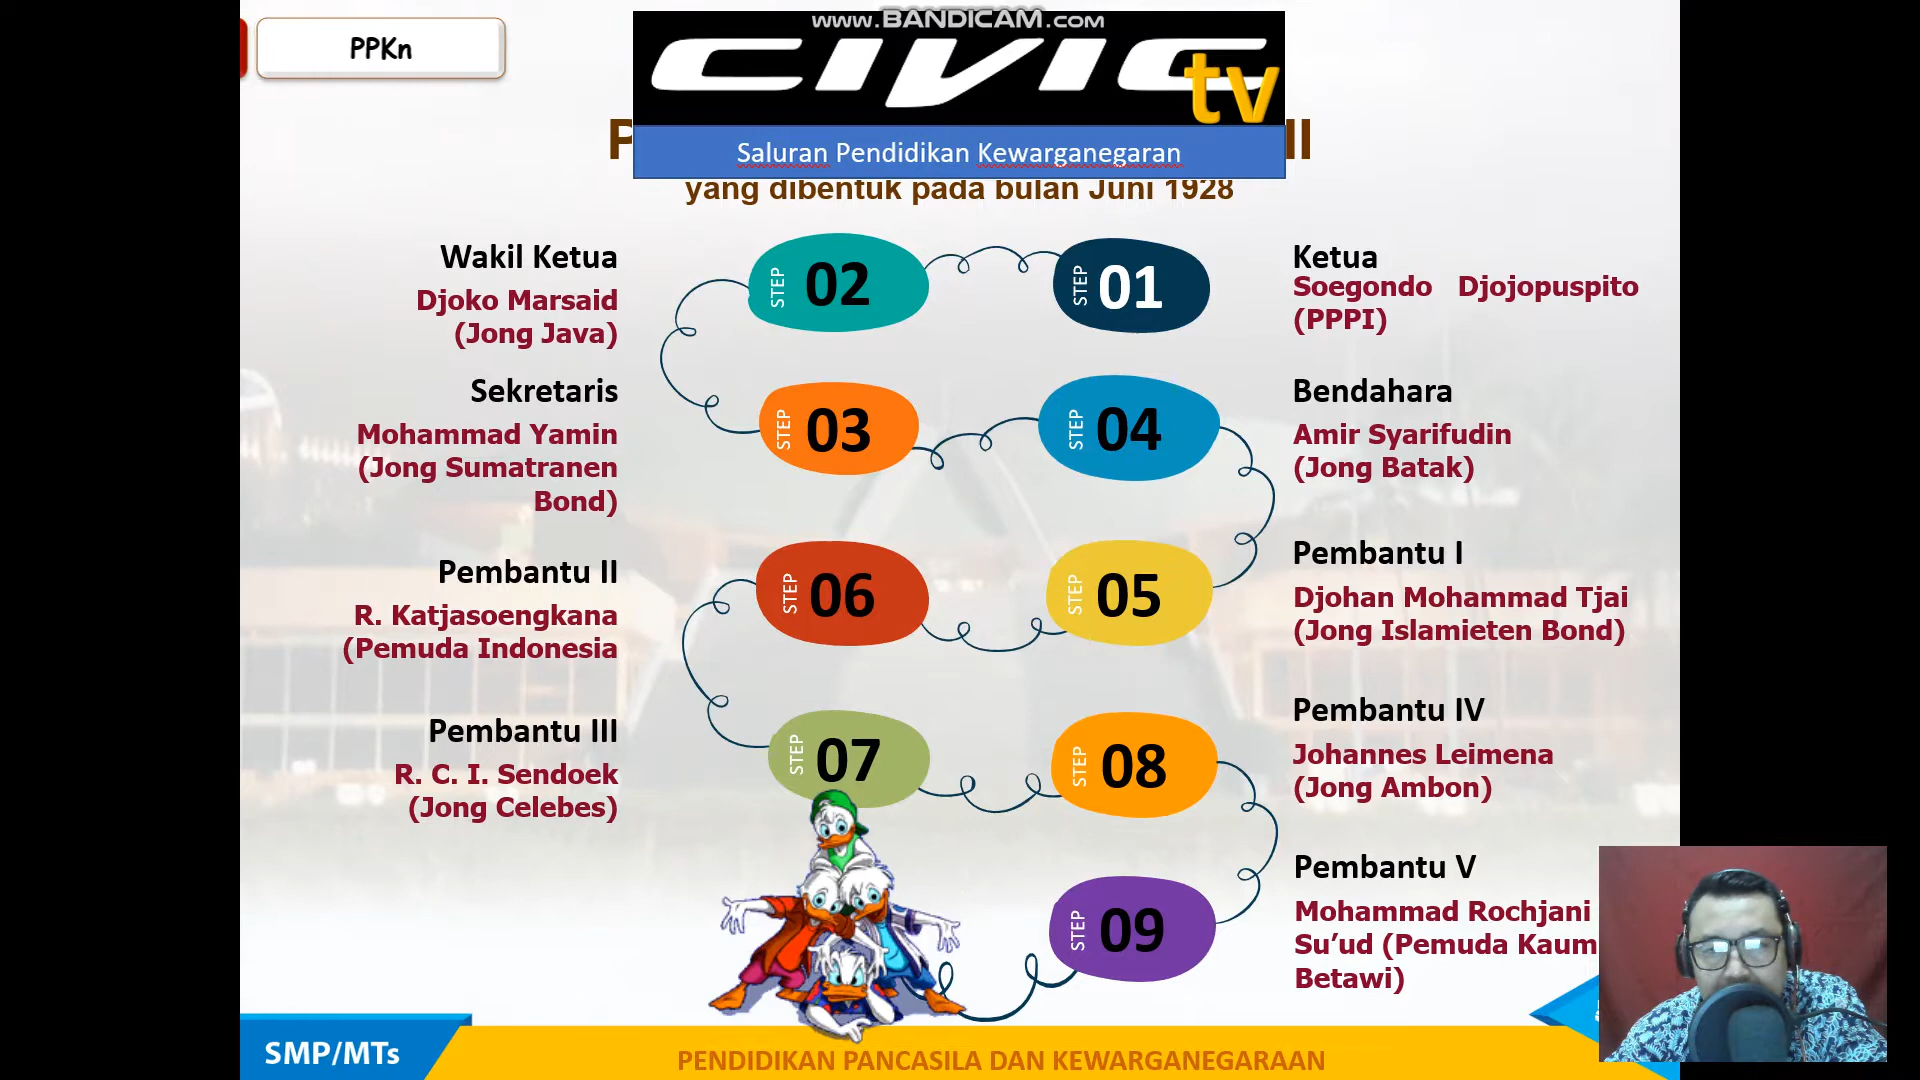 www.BANDICAM.com
PPKn
CIVIC
tv
Saluran Pendidikan Kewarganegaran
yang dibentuk pada bulan Juni 1928
STEP 01
Ketua
Soegondo Djojopuspito
(PPPI)
STEP 02
Wakil Ketua
Djoko Marsaid
(Jong Java)
STEP 03
Sekretaris
Mohammad Yamin
(Jong Sumatranen
Bond)
STEP 04
Bendahara
Amir Syarifudin
(Jong Batak)
STEP 05
Pembantu I
Djohan Mohammad Tjai
(Jong Islamieten Bond)
STEP 06
Pembantu II
R. Katjasoengkana
(Pemuda Indonesia
STEP 07
Pembantu III
R. C. I. Sendoek
(Jong Celebes)
STEP 08
Pembantu IV
Johannes Leimena
(Jong Ambon)
STEP 09
Pembantu V
Mohammad Rochjani
Su’ud (Pemuda Kaum
Betawi)
SMP/MTs
PENDIDIKAN PANCASILA DAN KEWARGANEGARAAN